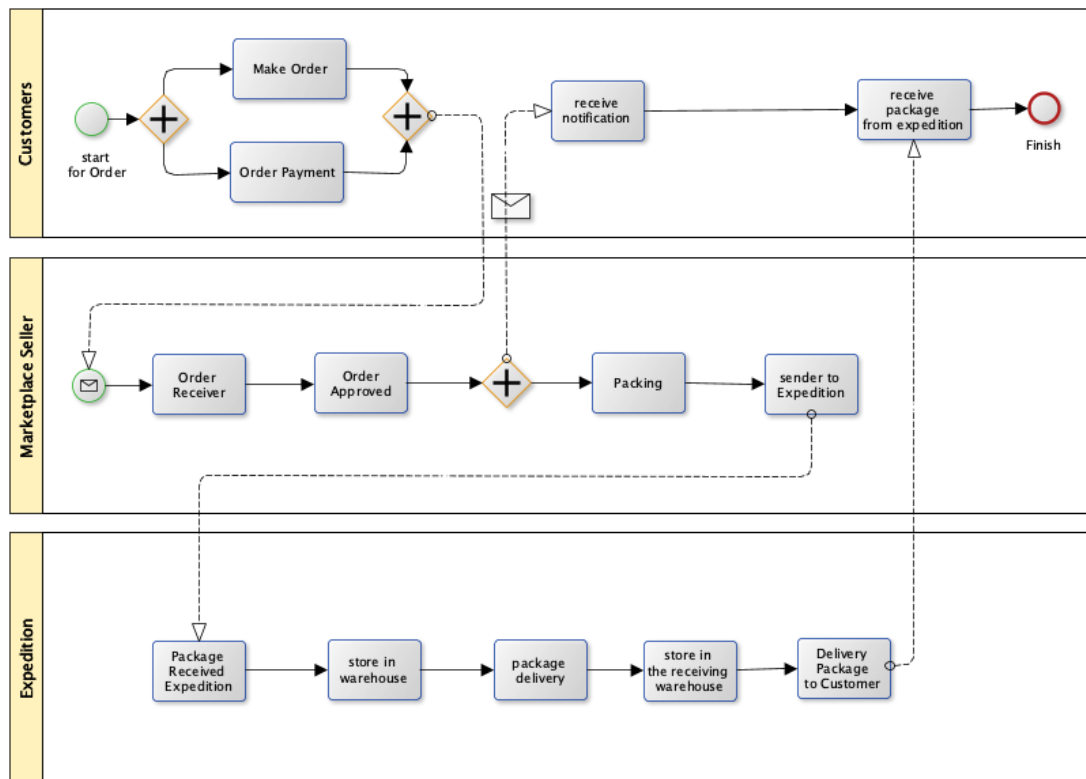 Customers
Make Order
Order Payment
start
for Order
receive
notification
receive
package
from expedition
Finish
Marketplace Seller
Order
Receiver
Order
Approved
Packing
sender to
Expedition
Expedition
Package
Received
Expedition
store in
warehouse
package
delivery
store in
the receiving
warehouse
Delivery
Package
to Customer